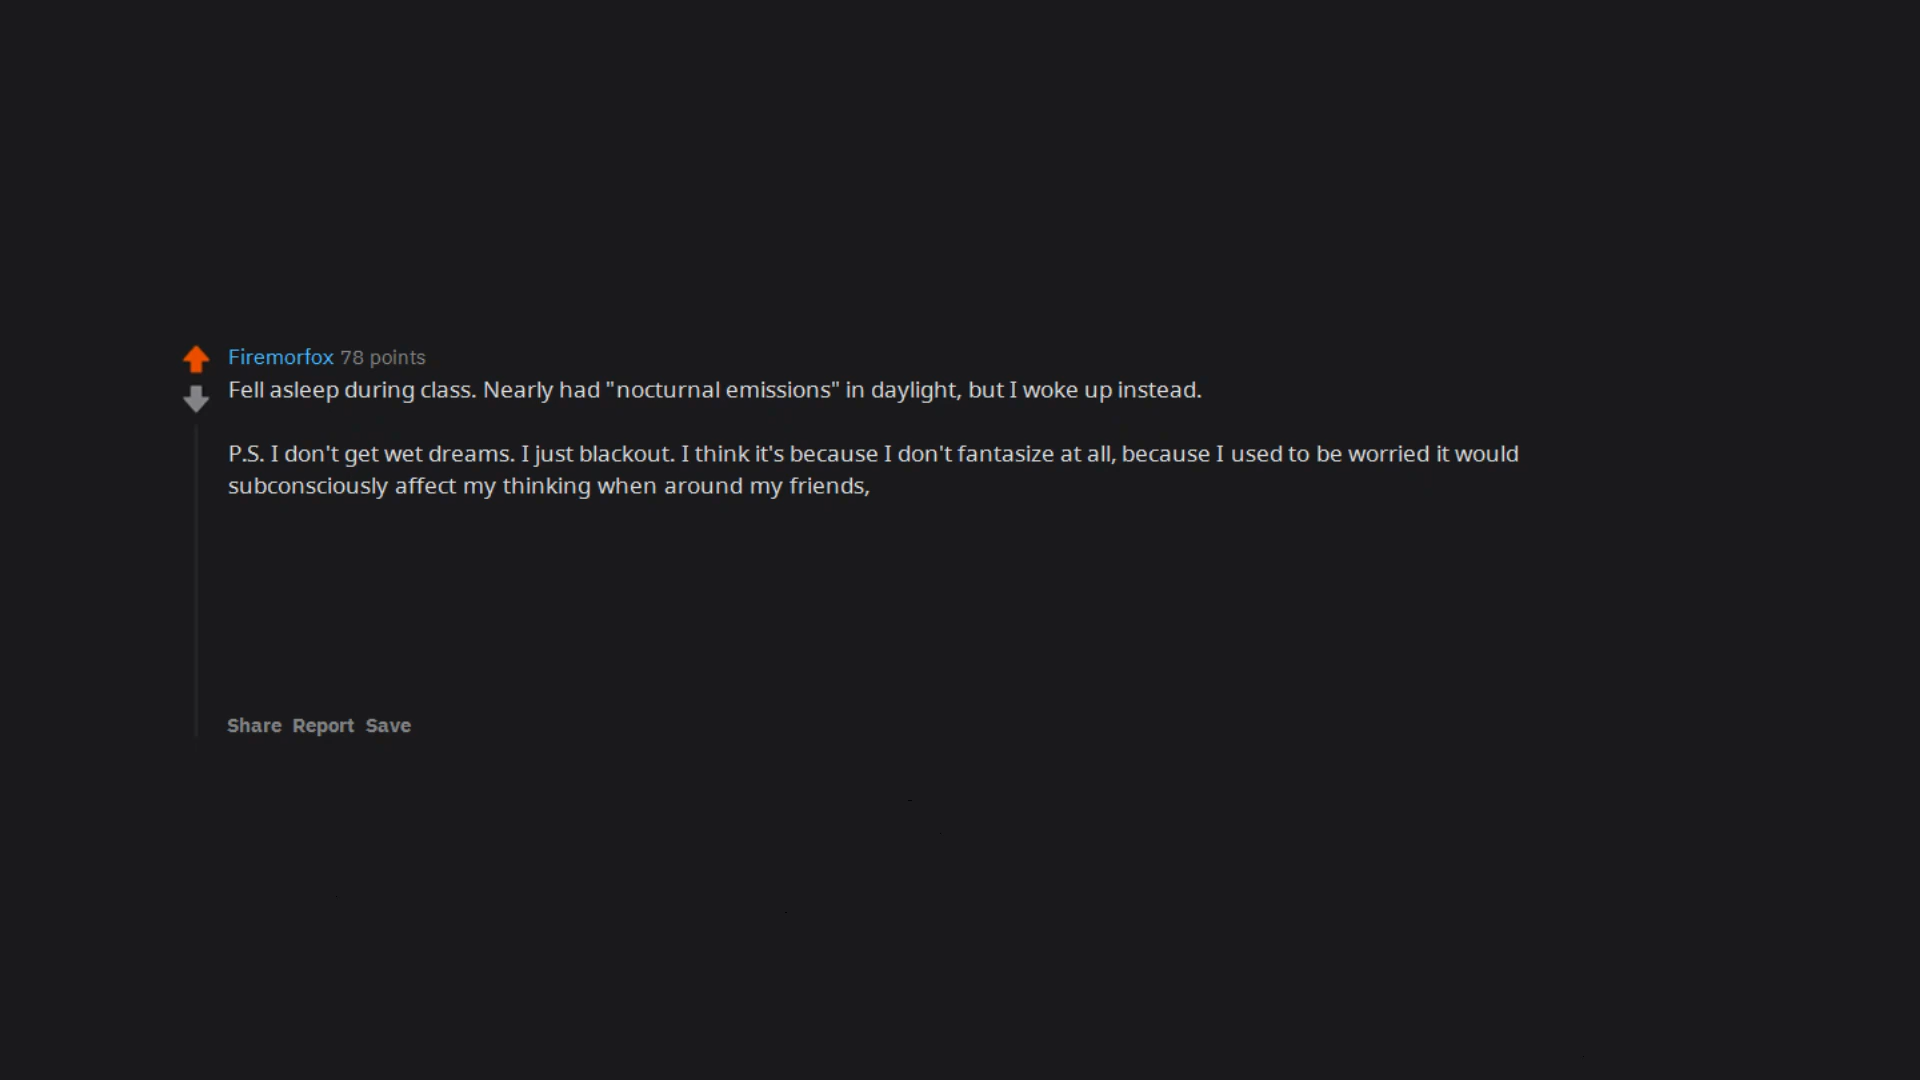 Firemorfox 78 points
Fell asleep during class. Nearly had "nocturnal emissions" in daylight, but I woke up instead.
P.S. I don't get wet dreams. I just blackout. I think it's because I don't fantasize at all, because I used to be worried it would
subconsciously affect my thinking when around my friends,
Share Report Save